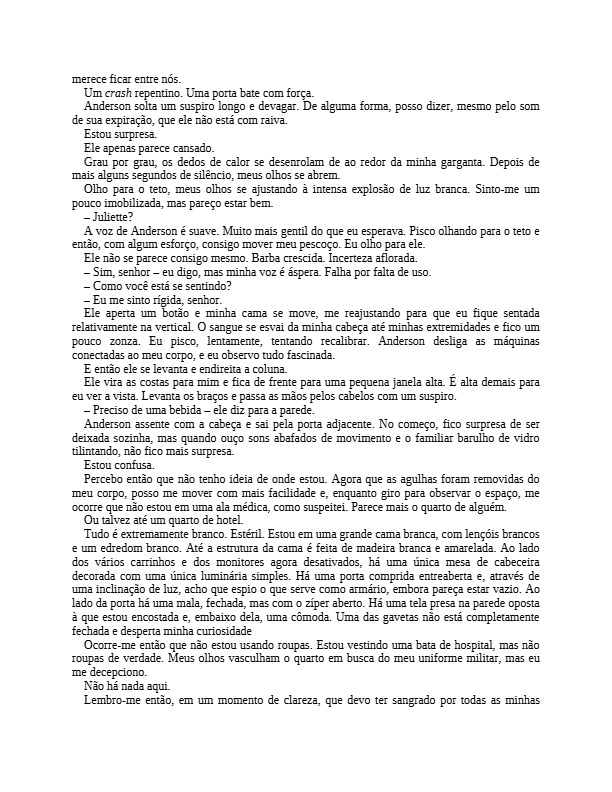 merece ficar entre nós.
Um crash repentino. Uma porta bate com força.
Anderson solta um suspiro longo e devagar. De alguma forma, posso dizer, mesmo pelo som
de sua expiração, que ele não está com raiva.
Estou surpresa.
Ele apenas parece cansado.
Grau por grau, os dedos de calor se desenrolam de ao redor da minha garganta. Depois de
mais alguns segundos de silêncio, meus olhos se abrem.
Olho para o teto, meus olhos se ajustando à intensa explosão de luz branca. Sinto-me um
pouco imobilizada, mas pareço estar bem.
– Juliette?
A voz de Anderson é suave. Muito mais gentil do que eu esperava. Pisco olhando para o teto e
então, com algum esforço, consigo mover meu pescoço. Eu olho para ele.
Ele não se parece consigo mesmo. Barba crescida. Incerteza aflorada.
– Sim, senhor – eu digo, mas minha voz é áspera. Falha por falta de uso.
– Como você está se sentindo?
– Eu me sinto rígida, senhor.
Ele aperta um botão e minha cama se move, me reajustando para que eu fique sentada
relativamente na vertical. O sangue se esvai da minha cabeça até minhas extremidades e fico um
pouco zonza. Eu pisco, lentamente, tentando recalibrar. Anderson desliga as máquinas
conectadas ao meu corpo, e eu observo tudo fascinada.
E então ele se levanta e endireita a coluna.
Ele vira as costas para mim e fica de frente para uma pequena janela alta. É alta demais para
eu ver a vista. Levanta os braços e passa as mãos pelos cabelos com um suspiro.
– Preciso de uma bebida – ele diz para a parede.
Anderson assente com a cabeça e sai pela porta adjacente. No começo, fico surpresa de ser
deixada sozinha, mas quando ouço sons abafados de movimento e o familiar barulho de vidro
tilintando, não fico mais surpresa.
Estou confusa.
Percebo então que não tenho ideia de onde estou. Agora que as agulhas foram removidas do
meu corpo, posso me mover com mais facilidade e, enquanto giro para observar o espaço, me
ocorre que não estou em uma ala médica, como suspeitei. Parece mais o quarto de alguém.
Ou talvez até um quarto de hotel.
Tudo é extremamente branco. Estéril. Estou em uma grande cama branca, com lençóis brancos
e um edredom branco. Até a estrutura da cama é feita de madeira branca e amarelada. Ao lado
dos vários carrinhos e dos monitores agora desativados, há uma única mesa de cabeceira
decorada com uma única luminária simples. Há uma porta comprida entreaberta e, através de
uma inclinação de luz, acho que espio o que serve como armário, embora pareça estar vazio. Ao
lado da porta há uma mala, fechada, mas com o zíper aberto. Há uma tela presa na parede oposta
à que estou encostada e, embaixo dela, uma cômoda. Uma das gavetas não está completamente
fechada e desperta minha curiosidade
Ocorre-me então que não estou usando roupas. Estou vestindo uma bata de hospital, mas não
roupas de verdade. Meus olhos vasculham o quarto em busca do meu uniforme militar, mas eu
me decepciono.
Não há nada aqui.
Lembro-me então, em um momento de clareza, que devo ter sangrado por todas as minhas